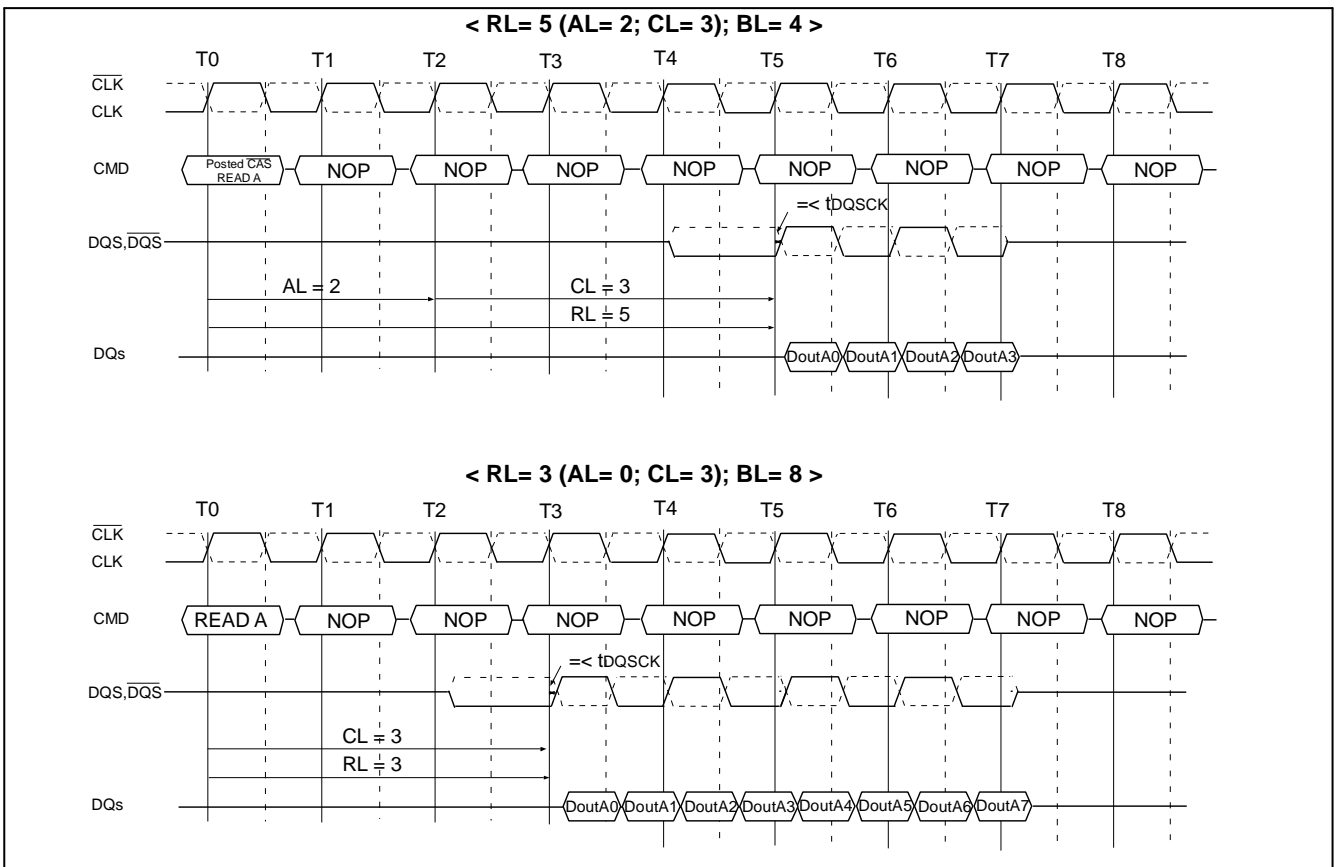 < RL= 5 (AL= 2; CL= 3); BL= 4 >
T0 T1 T2 T3 T4 T5 T6 T7 T8
CLK
CLK
CMD Posted CAS READ A NOP NOP NOP NOP NOP NOP NOP NOP
=< tDQSCK
DQS,DQS
AL = 2 CL = 3
RL = 5
DQs DoutA0 DoutA1 DoutA2 DoutA3
< RL= 3 (AL= 0; CL= 3); BL= 8 >
T0 T1 T2 T3 T4 T5 T6 T7 T8
CLK
CLK
CMD READ A NOP NOP NOP NOP NOP NOP NOP NOP
=< tDQSCK
DQS,DQS
CL = 3
RL = 3
DQs DoutA0 DoutA1 DoutA2 DoutA3 DoutA4 DoutA5 DoutA6 DoutA7